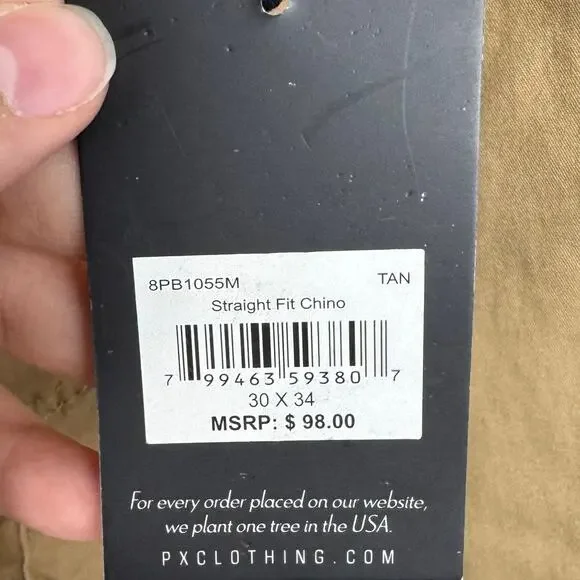 8PB1055M TAN
Straight Fit Chino
7 99463 59380 7
30 X 34
MSRP: $ 98.00
For every order placed on our website,
we plant one tree in the USA.
PXCLOTHING.COM